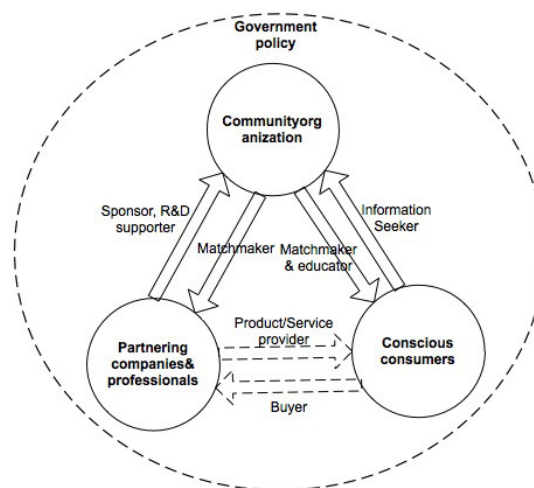 Government
policy
Communityorg
anization
Sponsor, R&D
supporter
Information
Seeker
Matchmaker
Matchmaker
& educator
Product/Service
provider
Partnering
companies&
professionals
Conscious
consumers
Buyer